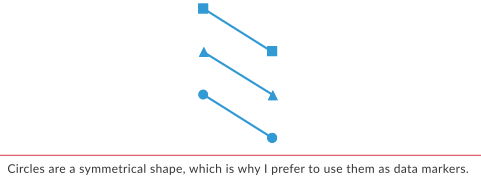 Circles are a symmetrical shape, which is why I prefer to use them as data markers.